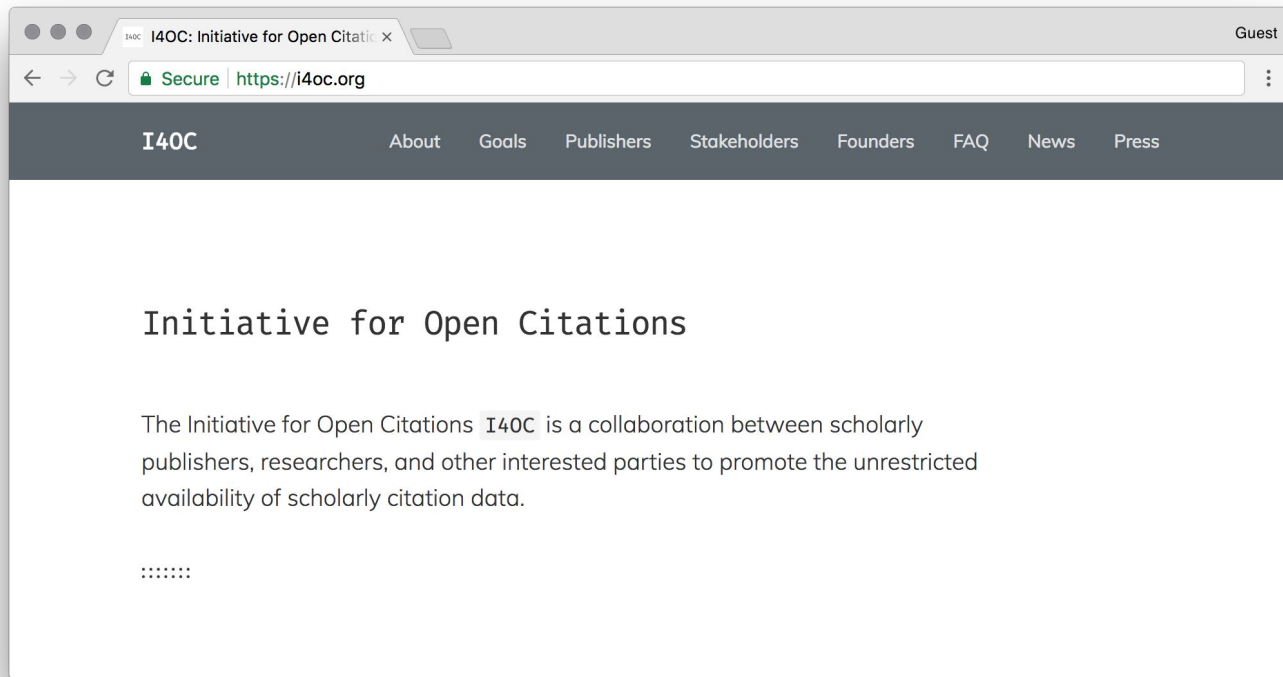 I4OC: Initiative for Open Citatio
Guest
Secure https://i4oc.org
I4OC About Goals Publishers Stakeholders Founders FAQ News Press
Initiative for Open Citations
The Initiative for Open Citations I4OC is a collaboration between scholarly
publishers, researchers, and other interested parties to promote the unrestricted
availability of scholarly citation data.
:::::::